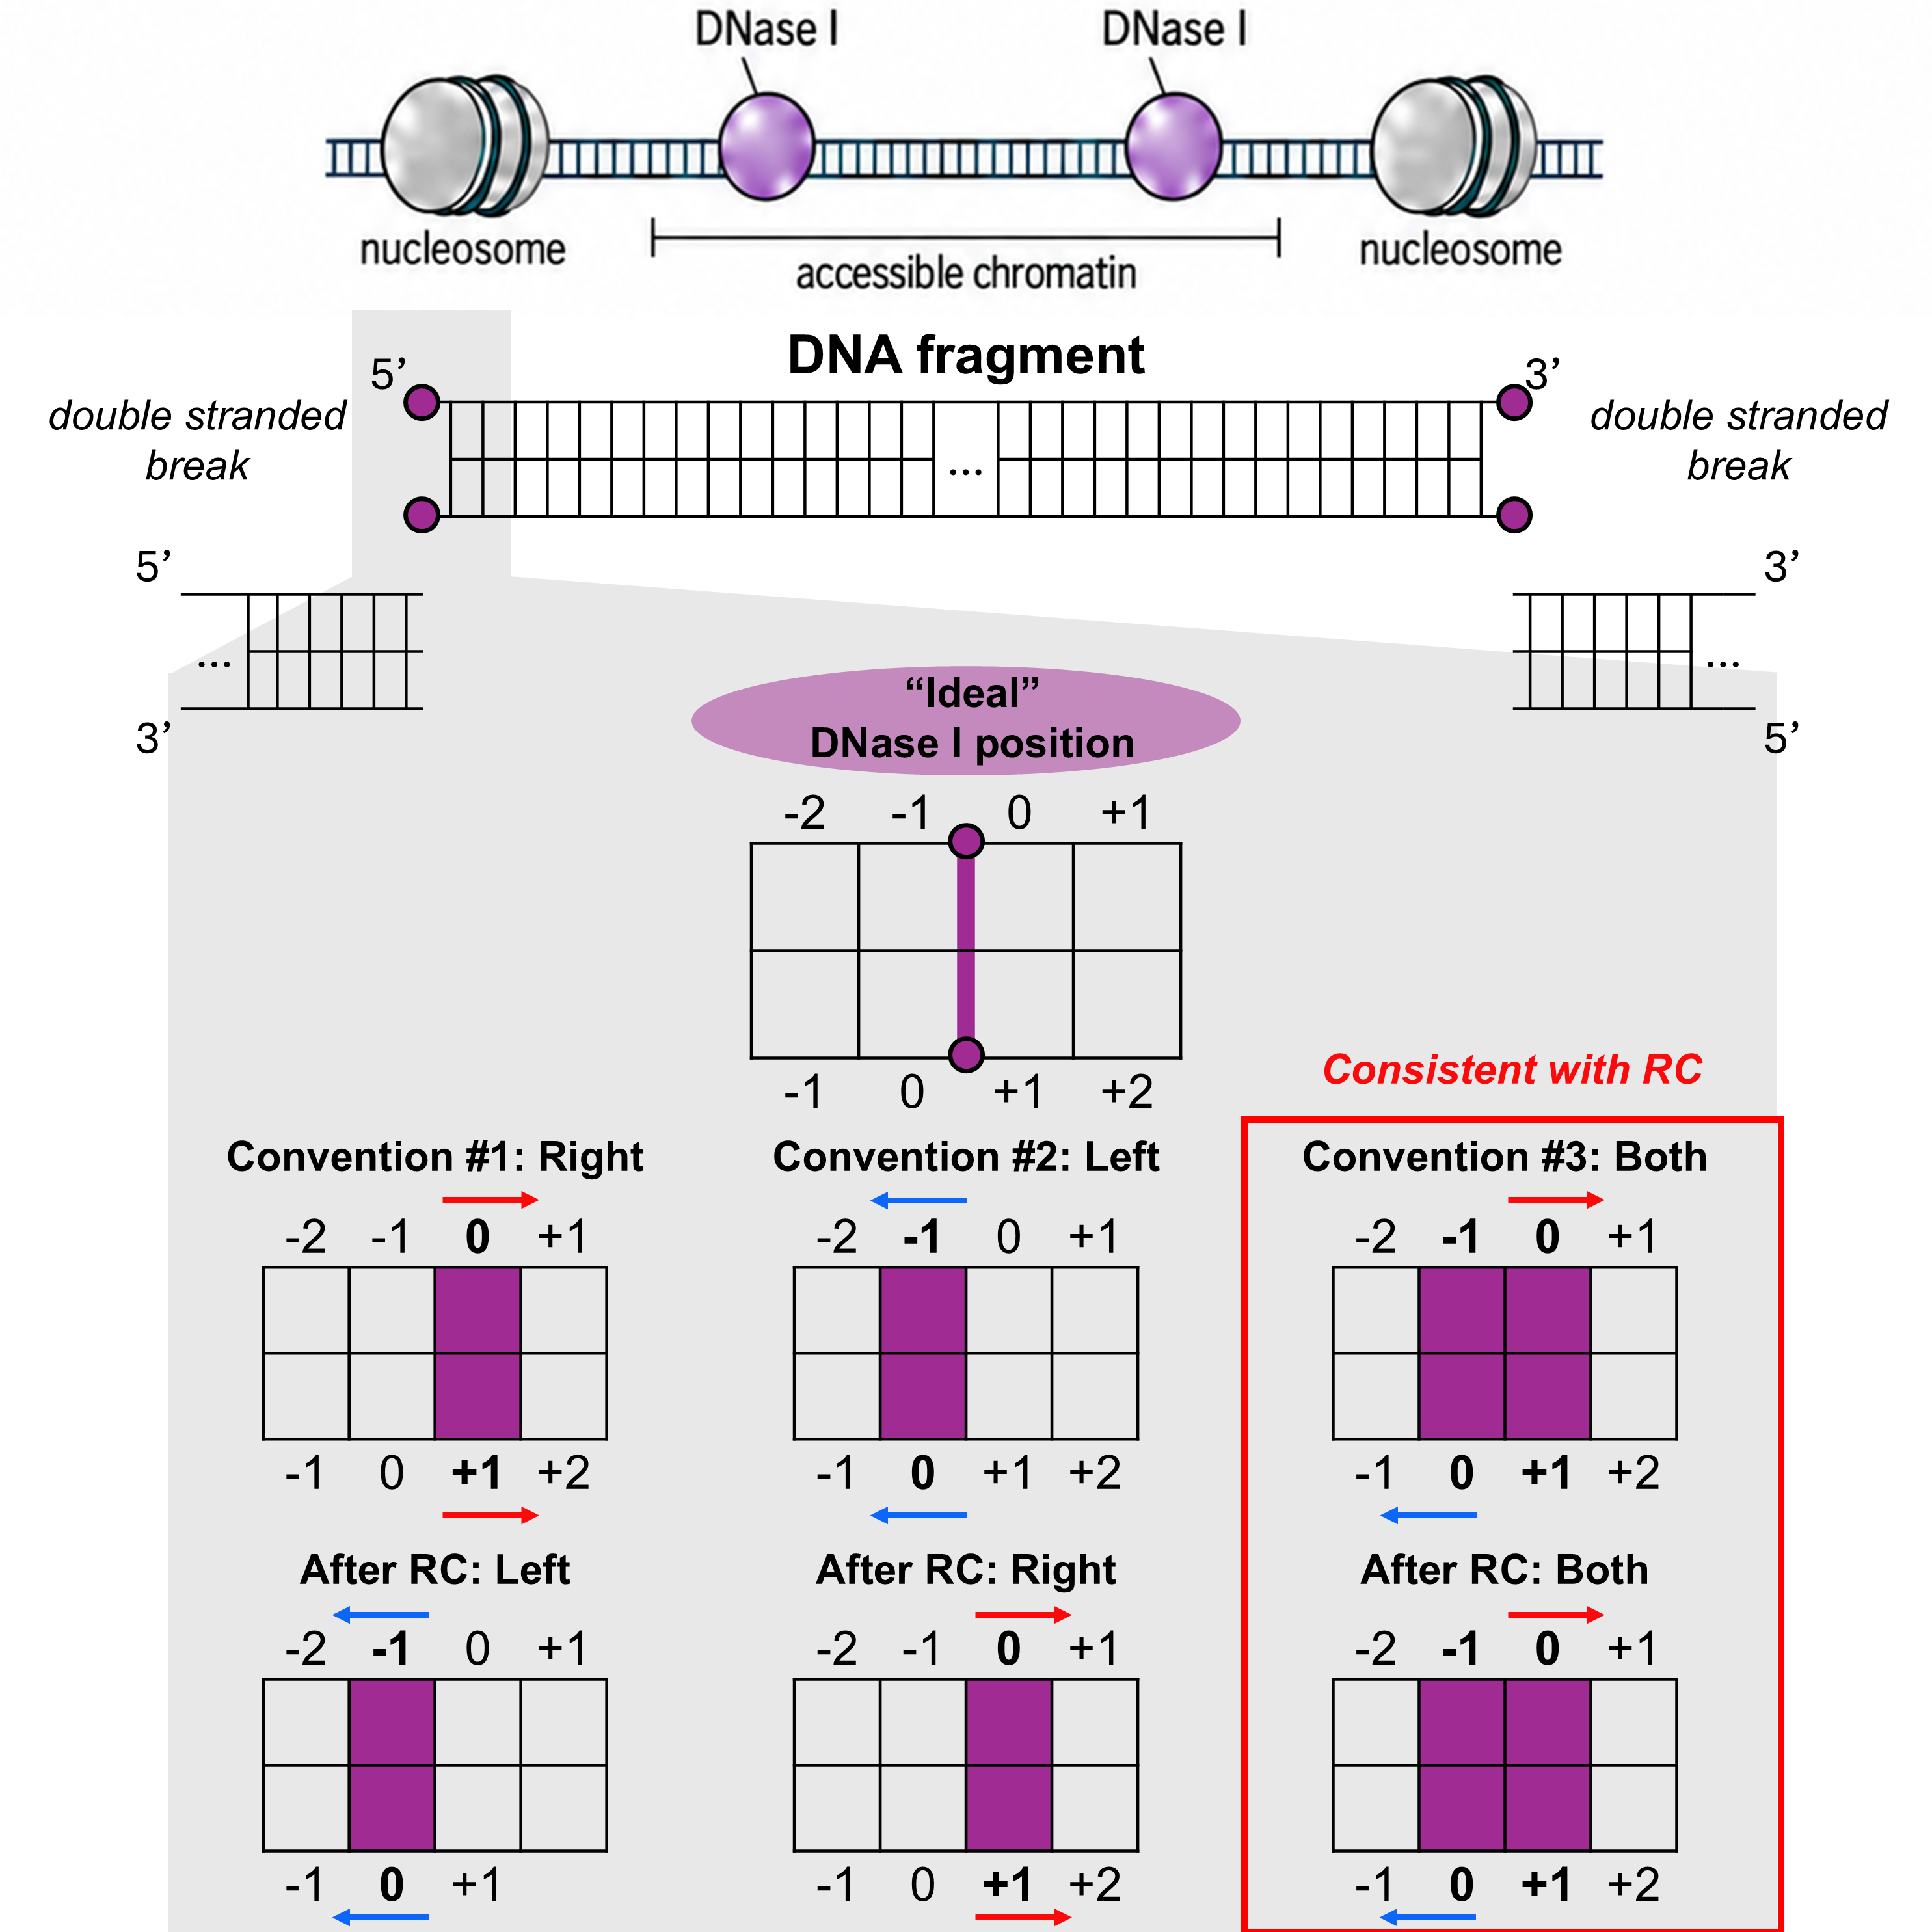 DNase I DNase I
nucleosome nucleosome
accessible chromatin
DNA fragment
5’ 3’
double stranded
break
double stranded
break
...
5’ 3’
... ...
3’ 5’
“Ideal”
DNase I position
-2 -1 0 +1
-1 0 +1 +2
Consistent with RC
Convention #1: Right
-2 -1 0 +1
-1 0 +1 +2
After RC: Left
-2 -1 0 +1
-1 0 +1
Convention #2: Left
-2 -1 0 +1
-1 0 +1 +2
After RC: Right
-2 -1 0 +1
-1 0 +1 +2
Convention #3: Both
-2 -1 0 +1
-1 0 +1 +2
After RC: Both
-2 -1 0 +1
-1 0 +1 +2